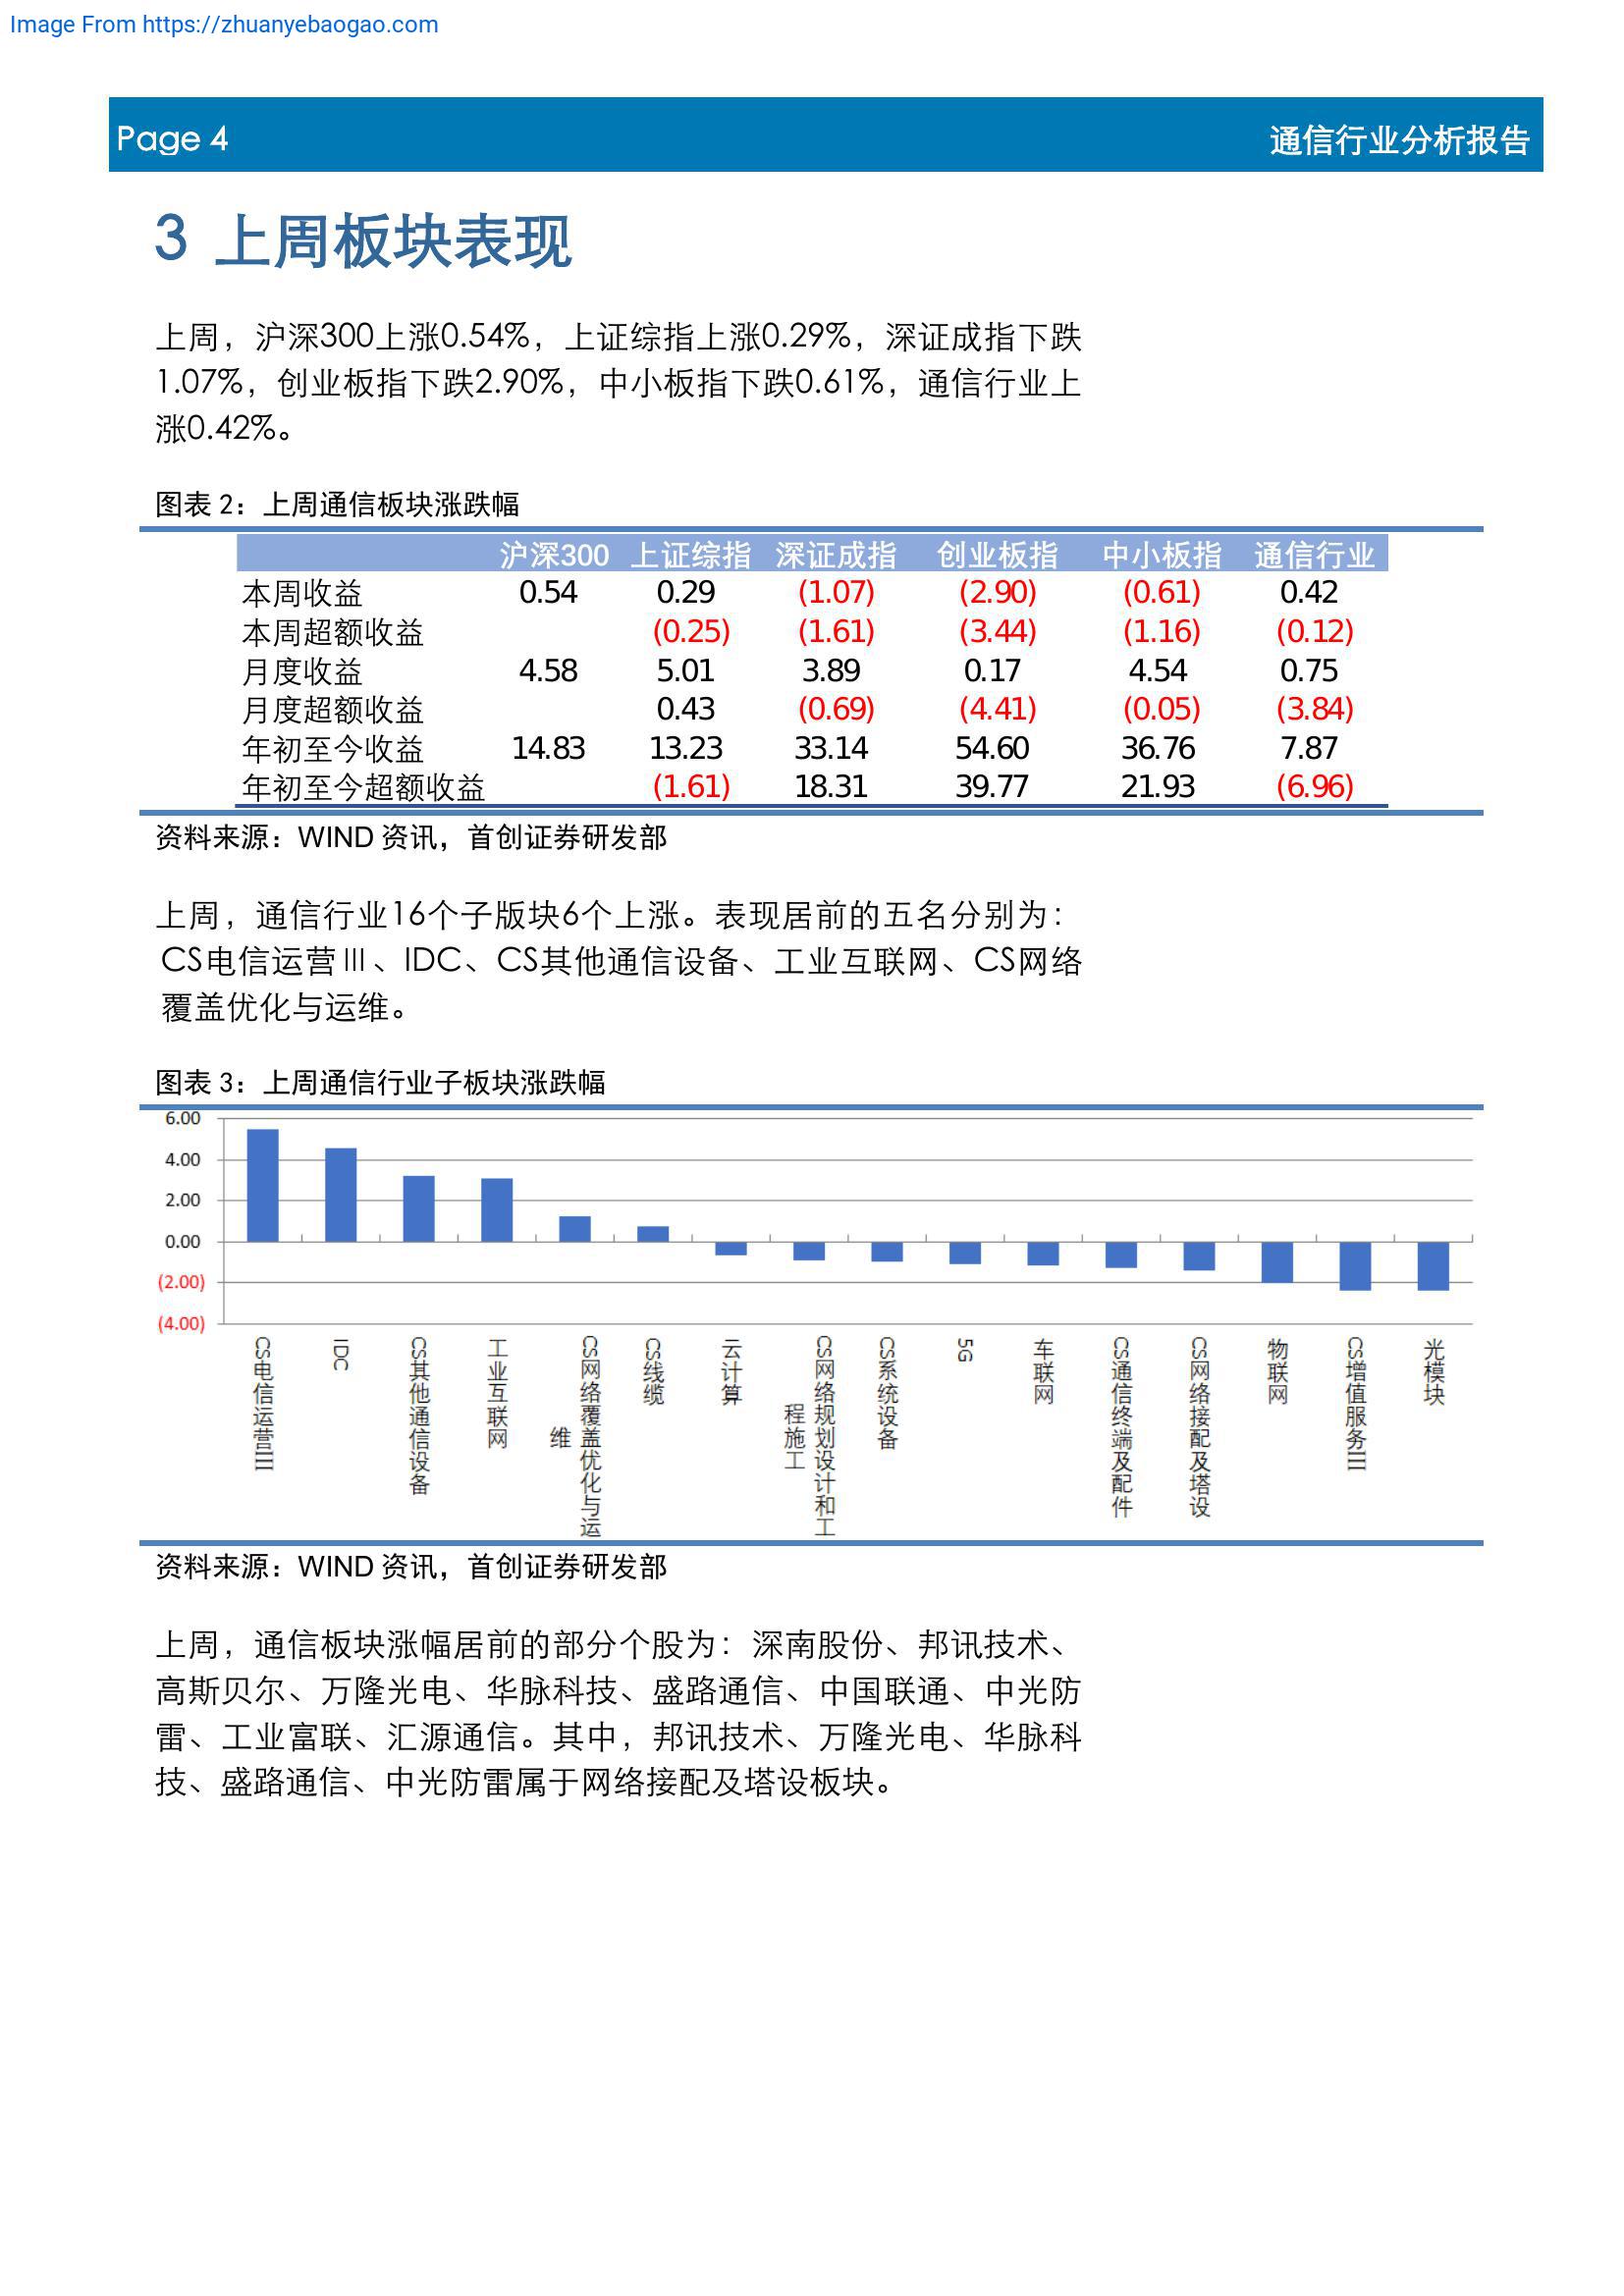 Image From https://zhuanyebaogao.com
Page 4 通信行业分析报告
3 上周板块表现
上周，沪深300上涨0.54%，上证综指上涨0.29%，深证成指下跌
1.07%，创业板指下跌2.90%，中小板指下跌0.61%，通信行业上
涨0.42%。
图表 2：上周通信板块涨跌幅
沪深300 上证综指 深证成指 创业板指 中小板指 通信行业
本周收益 0.54 0.29 (1.07) (2.90) (0.61) 0.42
本周超额收益 (0.25) (1.61) (3.44) (1.16) (0.12)
月度收益 4.58 5.01 3.89 0.17 4.54 0.75
月度超额收益 0.43 (0.69) (4.41) (0.05) (3.84)
年初至今收益 14.83 13.23 33.14 54.60 36.76 7.87
年初至今超额收益 (1.61) 18.31 39.77 21.93 (6.96)
资料来源：WIND 资讯，首创证券研发部
上周，通信行业16个子版块6个上涨。表现居前的五名分别为：
CS电信运营Ⅲ、IDC、CS其他通信设备、工业互联网、CS网络
覆盖优化与运维。
图表 3：上周通信行业子板块涨跌幅
6.00
4.00
2.00
0.00
(2.00)
(4.00)
CS电信运营Ⅲ
IDC
CS其他通信设备
工业互联网
CS网络覆盖优化与运
维
CS线缆
云计算
CS网络规划设计和工
程施工
CS系统设备
5G
车联网
CS通信终端及配件
CS网络接配及塔设
物联网
CS增值服务Ⅲ
光模块
资料来源：WIND 资讯，首创证券研发部
上周，通信板块涨幅居前的部分个股为：深南股份、邦讯技术、
高斯贝尔、万隆光电、华脉科技、盛路通信、中国联通、中光防
雷、工业富联、汇源通信。其中，邦讯技术、万隆光电、华脉科
技、盛路通信、中光防雷属于网络接配及塔设板块。